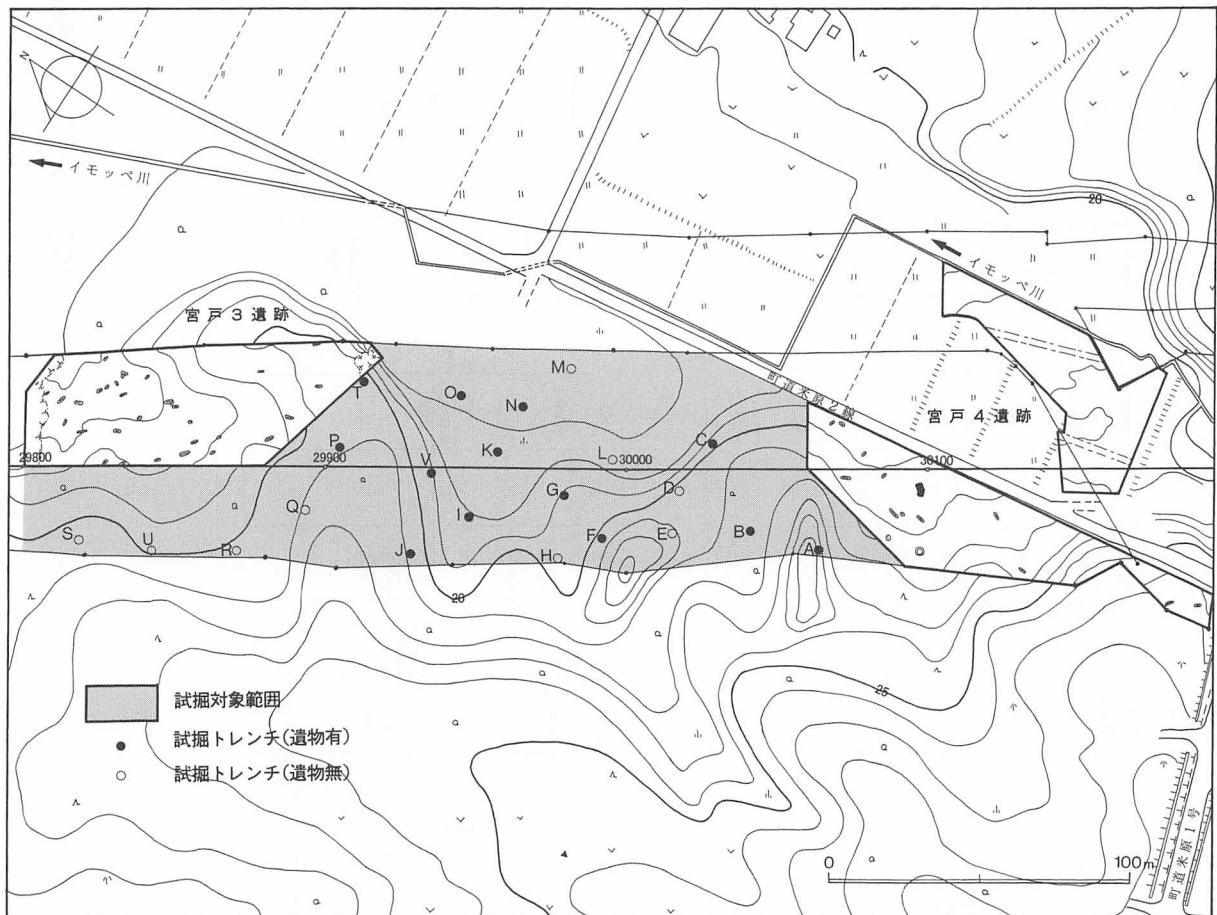 N
イモッペ川
20
イモッペ川
宮戸3遺跡
M
T
O
N
町道米原2線
宮戸4遺跡
P
K
C
29800
29900
V
L
30000
30100
Q
I
G
D
S
U
R
J
H
F
E
B
A
20
25
試掘対象範囲
試掘トレンチ(遺物有)
試掘トレンチ(遺物無)
0
100m
町道米原1号